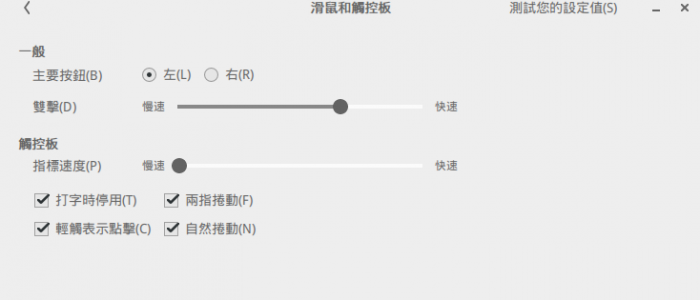 滑鼠和觸控板 測試您的設定值(S)
一般
主要按鈕(B) 左(L) 右(R)
雙擊(D) 慢速 快速
觸控板
指標速度(P) 慢速 快速
打字時停用(T) 兩指捲動(F)
輕觸表示點擊(C) 自然捲動(N)